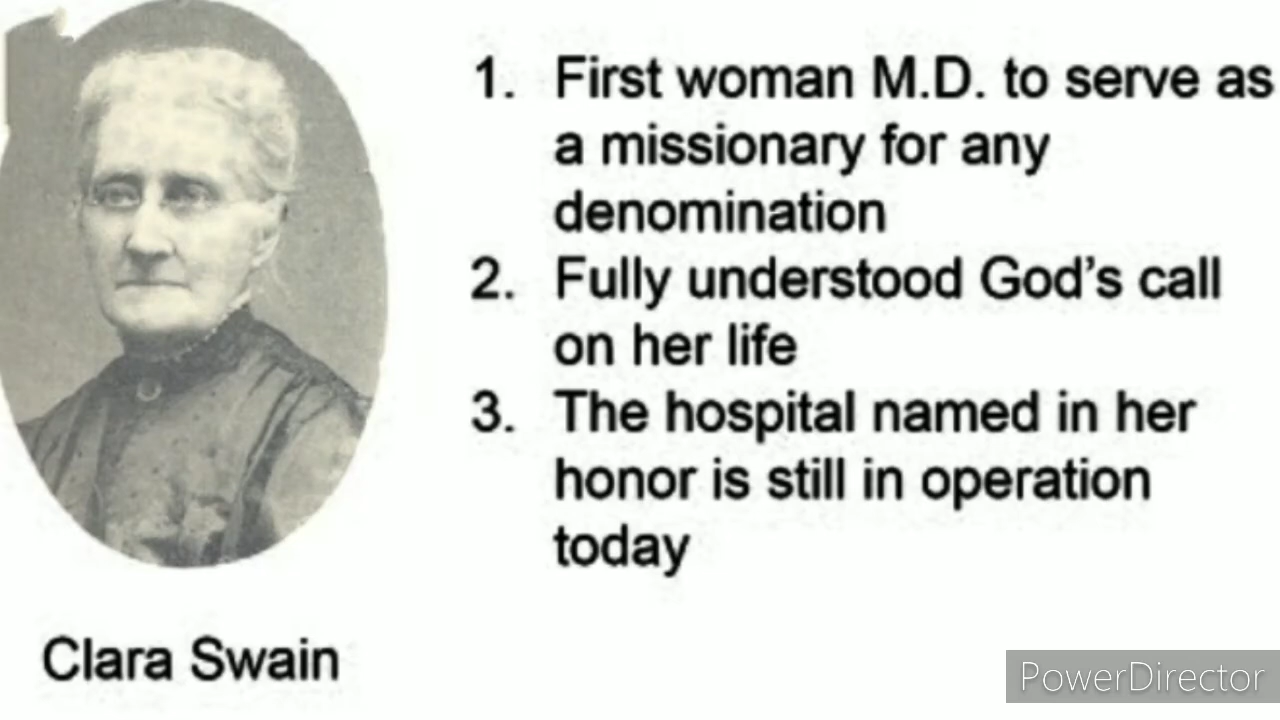 1. First woman M.D. to serve as
a missionary for any
denomination
2. Fully understood God's call
on her life
3. The hospital named in her
honor is still in operation
today
Clara Swain
PowerDirector